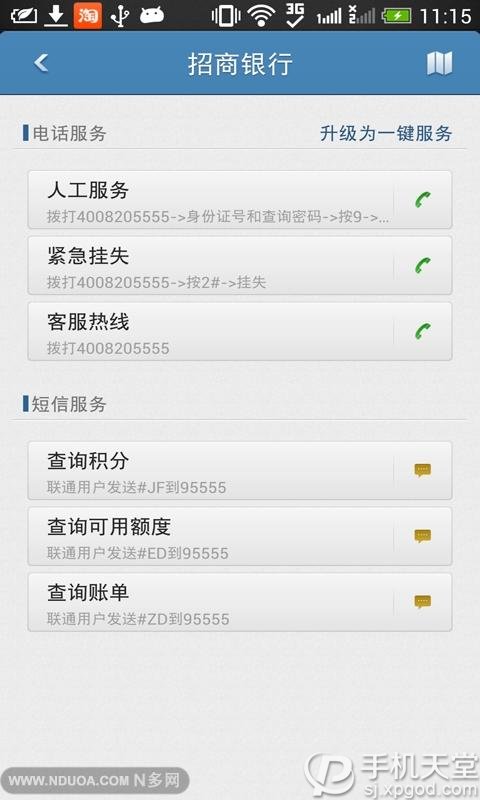 淘
3G
X
2
11:15
招商银行
电话服务
升级为一键服务
人工服务
拨打4008205555->身份证号和查询密码->按9->...
紧急挂失
拨打4008205555->按2#->挂失
客服热线
拨打4008205555
短信服务
查询积分
联通用户发送#JF到95555
查询可用额度
联通用户发送#ED到95555
查询账单
联通用户发送#ZD到95555
WWW.NDUOA.COM N多网
手机天堂
sj.xpgod.com